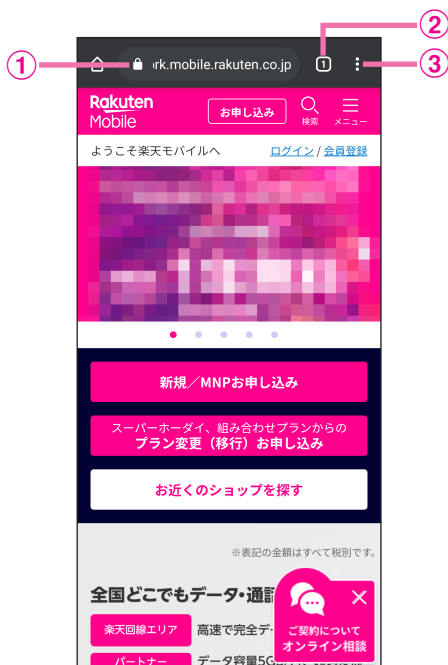 ②
①
③
rk.mobile.rakuten.co.jp
1
Rakuten
Mobile
お申し込み
検索
メニュー
ようこそ楽天モバイルへ
ログイン / 会員登録
新規／MNPお申し込み
スーパーホーダイ、組み合わせプランからの
プラン変更（移行）お申し込み
お近くのショップを探す
※表記の金額はすべて税別です。
全国どこでもデータ・通話
楽天回線エリア
高速で完全デ
ご契約について
オンライン相談
パートナー
データ容量5G